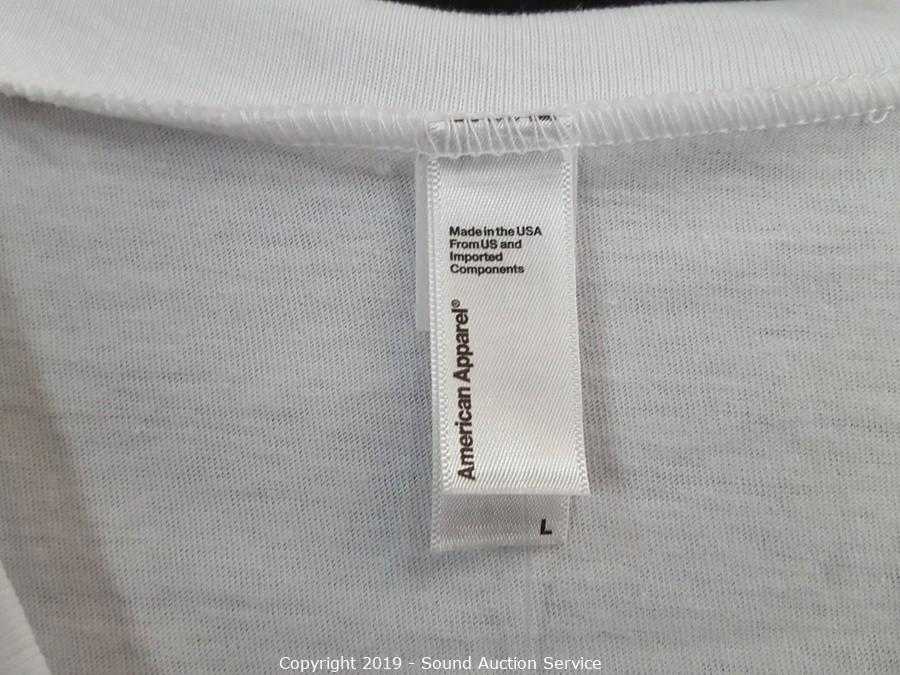 Made in the USA
From US and
Imported
Components
American Apparel®
L
Copyright 2019 - Sound Auction Service